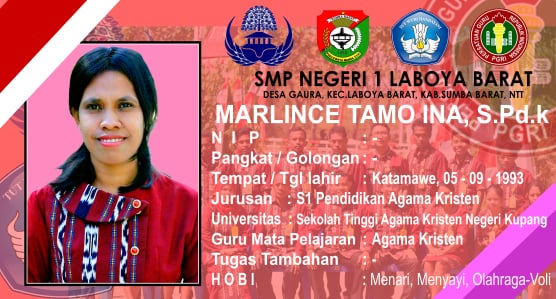 SMP NEGERI 1 LABOYA BARAT
DESA GAURA, KEC.LABOYA BARAT, KAB.SUMBA BARAT, NTT
MARLINCE TAMO INA, S.Pd.k
N I P : -
Pangkat / Golongan : -
Tempat / Tgl lahir : Katamawe, 05 - 09 - 1993
Jurusan : S1 Pendidikan Agama Kristen
Universitas : Sekolah Tinggi Agama Kristen Negeri Kupang
Guru Mata Pelajaran : Agama Kristen
Tugas Tambahan : -
H O B I : Menari, Menyayi, Olahraga-Voli